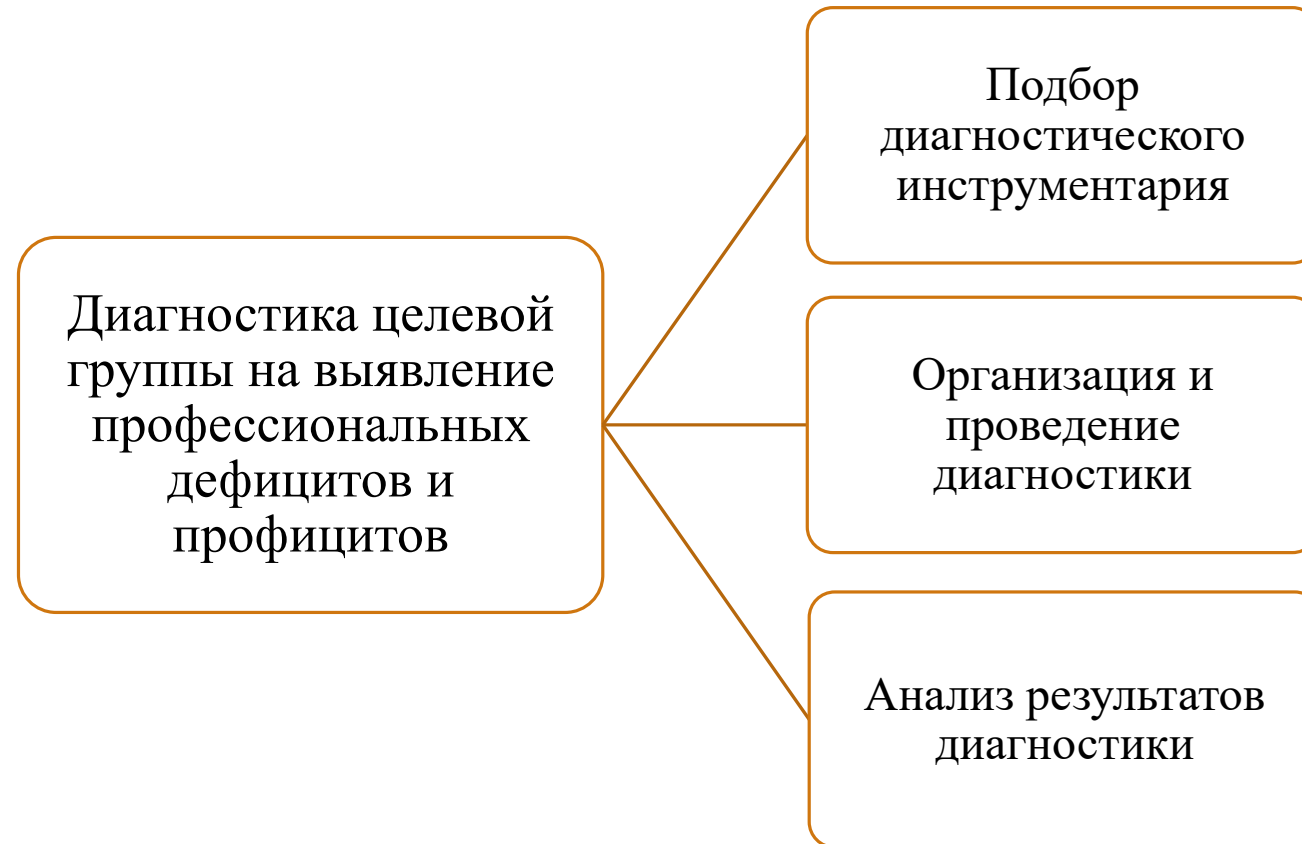 Диагностика целевой
группы на выявление
профессиональных
дефицитов и
профицитов
Подбор
диагностического
инструментария
Организация и
проведение
диагностики
Анализ результатов
диагностики